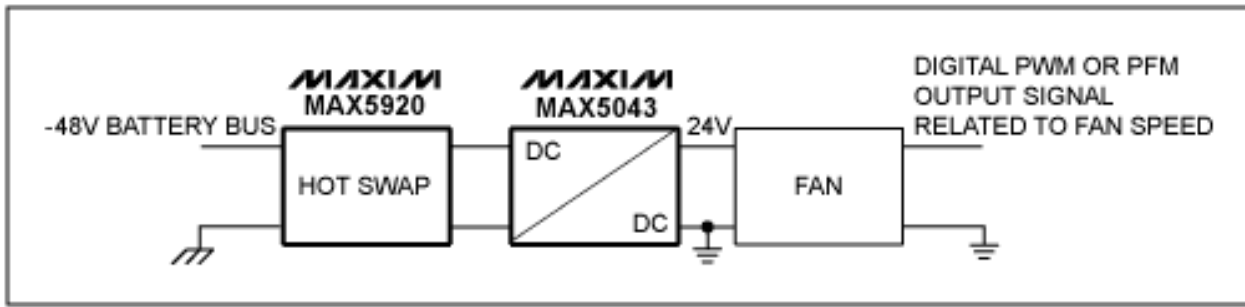 MAXIM
MAX5920
MAXIM
MAX5043
DIGITAL PWM OR PFM
OUTPUT SIGNAL
RELATED TO FAN SPEED
-48V BATTERY BUS
24V
HOT SWAP
DC
DC
FAN